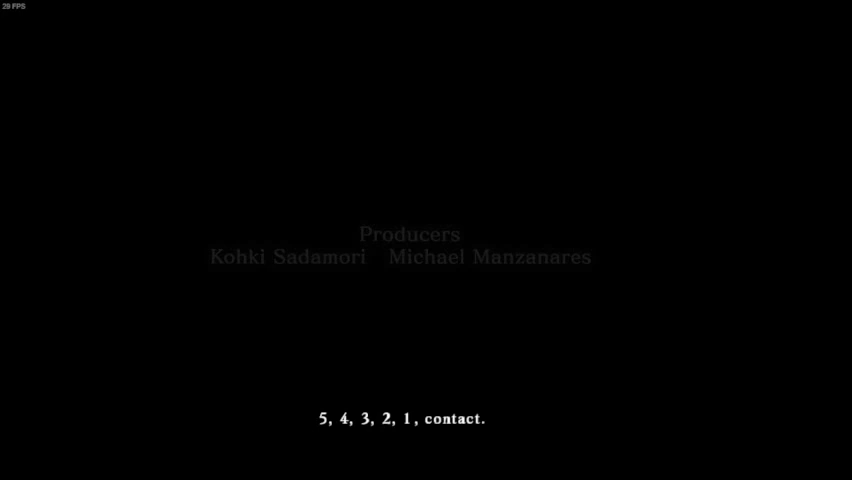 29 FPS
Producers
Kohki Sadamori Michael Manzanares
5, 4, 3, 2, 1, contact.